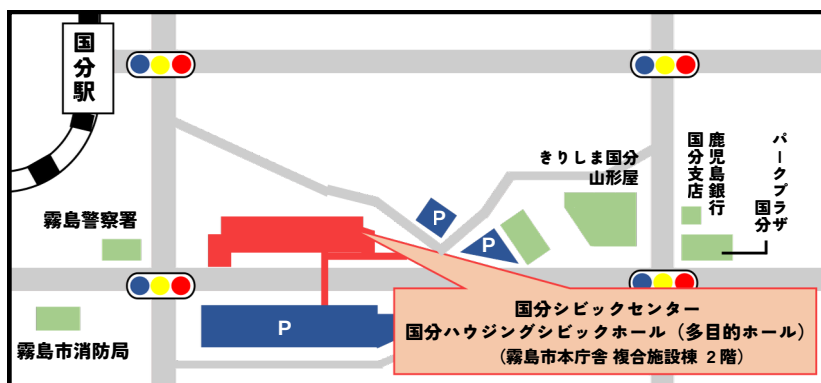 国分駅
きりしま国分
山形屋
鹿児島銀行
国分支店
パークプラザ
国分
霧島警察署
P
P
P
霧島市消防局
国分シビックセンター
国分ハウジングシビックホール（多目的ホール）
（霧島市本庁舎 複合施設棟 2階）